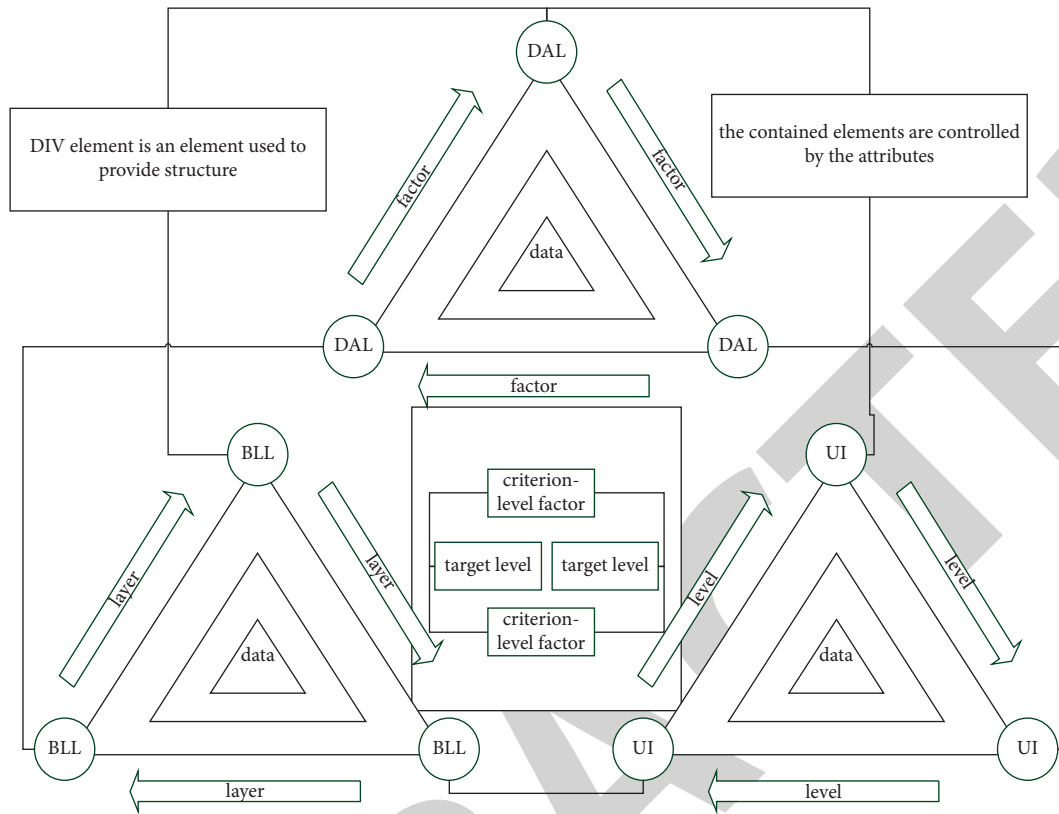 DAL
DIV element is an element used to
provide structure
the contained elements are controlled
by the attributes
factor
factor
data
DAL
DAL
factor
BLL
UI
criterion-
level factor
target level
target level
criterion-
level factor
layer
layer
level
level
data
data
BLL
BLL
UI
UI
layer
level